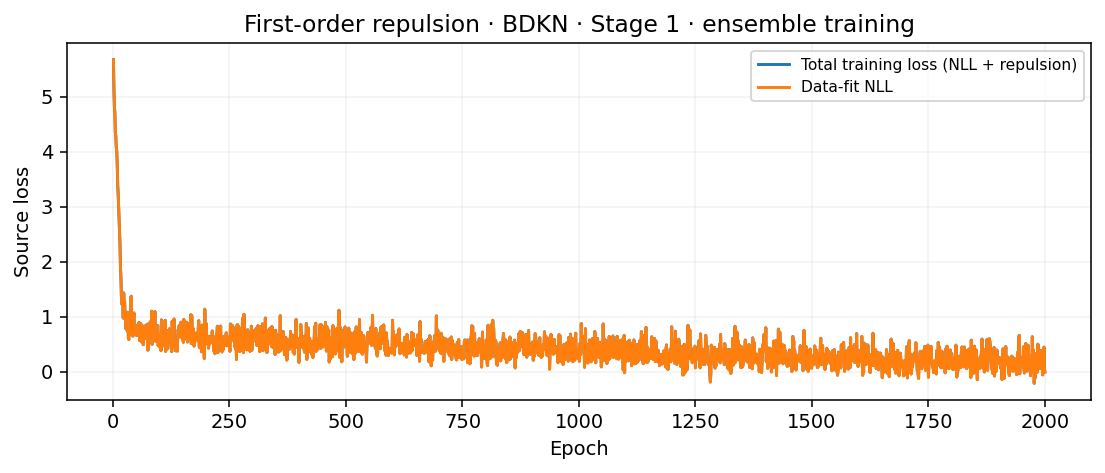 First-order repulsion · BDKN · Stage 1 · ensemble training
Total training loss (NLL + repulsion)
Data-fit NLL
Source loss
5
4
3
2
1
0
0 250 500 750 1000 1250 1500 1750 2000
Epoch